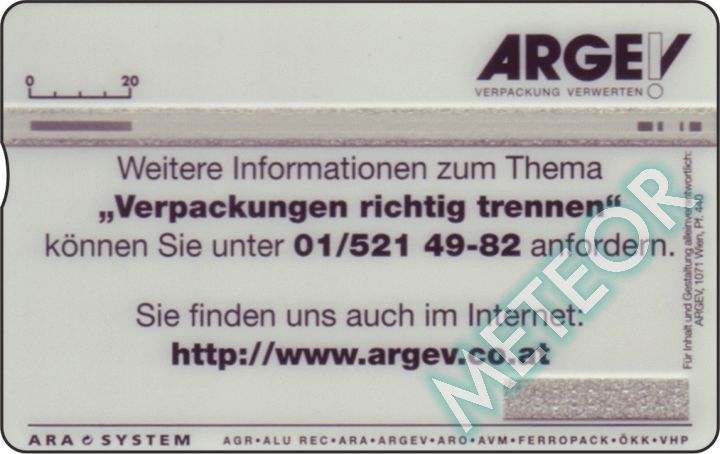 ARGEV
VERPACKUNG VERWERTEN!
0 20
Weitere Informationen zum Thema
„Verpackungen richtig trennen“
können Sie unter 01/521 49-82 anfordern.
Sie finden uns auch im Internet:
http://www.argev.co.at
Für Inhalt und Gestaltung alleinverantwortlich:
ARGEV, 1071 Wien, Pf. 440
METEOR
ARA SYSTEM AGR•ALU REC•ARA•ARGEV•ARO•AVM•FERROPACK•ÖKK•VHP